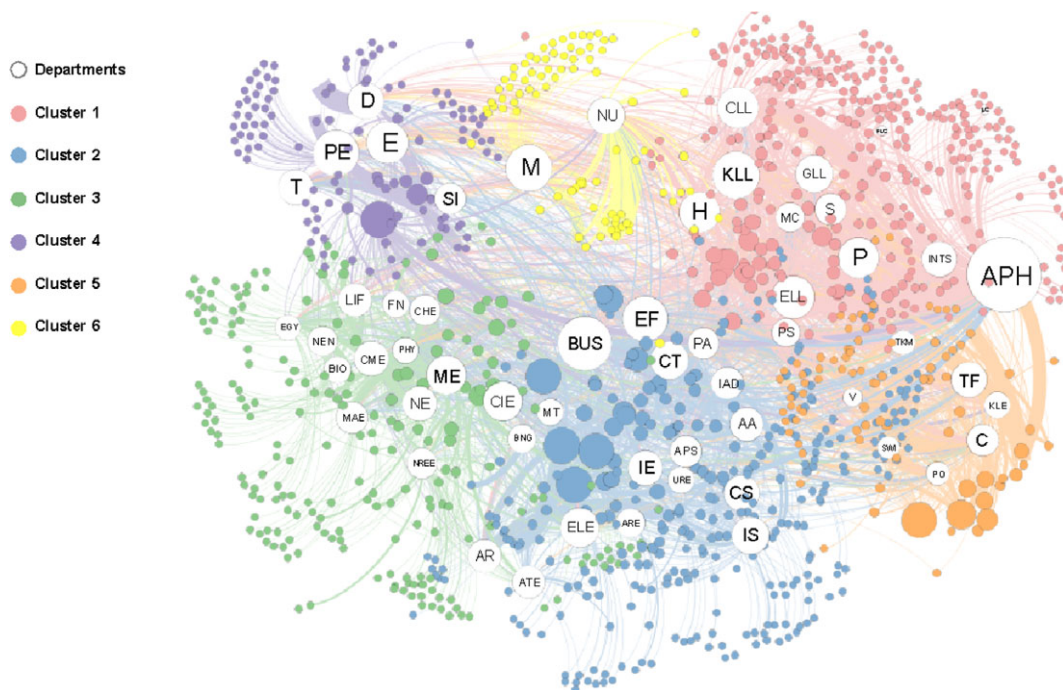 Departments
Cluster 1
Cluster 2
Cluster 3
Cluster 4
Cluster 5
Cluster 6
D
E
PE
T
SI
M
NU
CLL
KLL
GLL
H
MC
S
P
INTS
APH
ELL
PS
LIF
FN
CHE
EGY
NEN
PHY
BIO
CME
ME
BUS
EF
CT
PA
TKM
IAD
TF
V
KLE
MAE
NE
CIE
MT
BNG
AA
C
SWI
NREE
IE
APS
URE
PO
CS
ELE
ARE
IS
AR
ATE